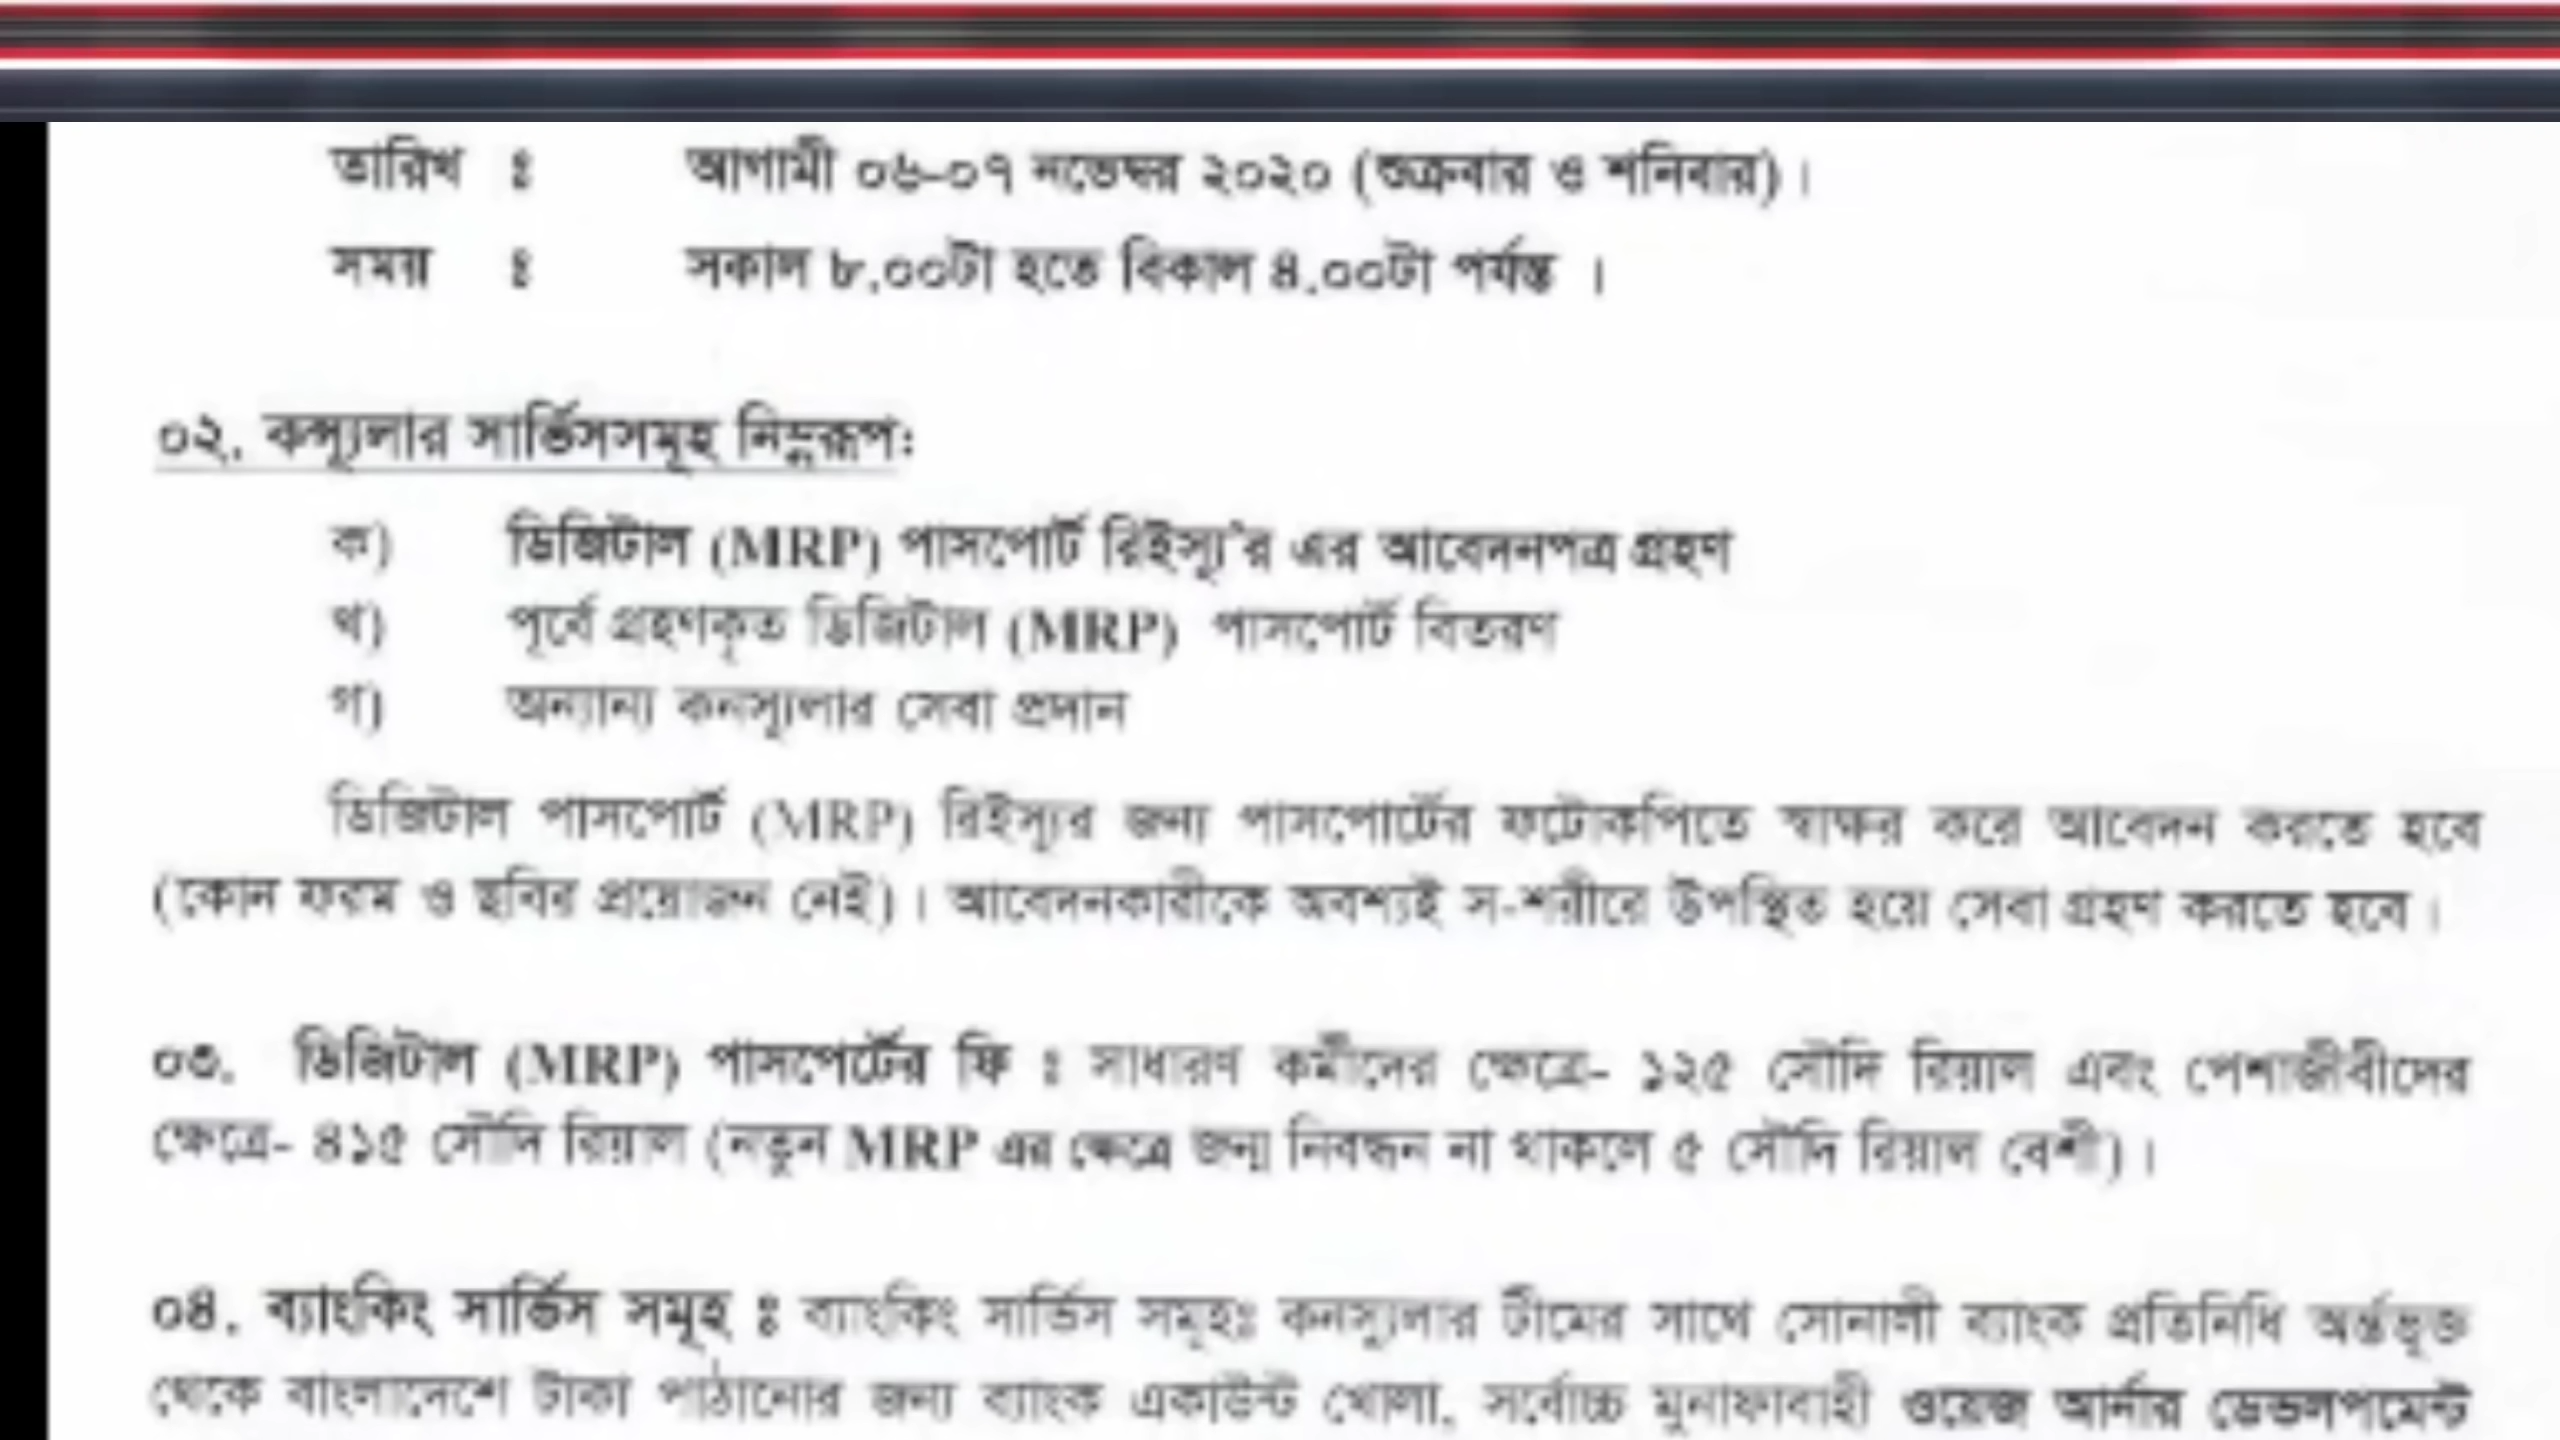 তারিখ ঃ আগামী ০৬-০৭ নভেম্বর ২০২০ (শুক্রবার ও শনিবার)।
সময় ঃ সকাল ৮.০০টা হতে বিকাল ৪.০০টা পর্যন্ত ।
০২. কন্স্যুলার সার্ভিসসমূহ নিম্নরূপঃ
ক) ডিজিটাল (MRP) পাসপোর্ট রিইস্যু'র এর আবেদনপত্র গ্রহণ
খ) পূর্বে গ্রহণকৃত ডিজিটাল (MRP) পাসপোর্ট বিতরণ
গ) অন্যান্য কনস্যুলার সেবা প্রদান
ডিজিটাল পাসপোর্ট (MRP) রিইস্যুর জন্য পাসপোর্টের ফটোকপিতে স্বাক্ষর করে আবেদন করতে হবে
(কোন ফরম ও ছবির প্রয়োজন নেই)। আবেদনকারীকে অবশ্যই স-শরীরে উপস্থিত হয়ে সেবা গ্রহণ করতে হবে।
০৩. ডিজিটাল (MRP) পাসপের্টের ফি ঃ সাধারণ কর্মীদের ক্ষেত্রে- ১২৫ সৌদি রিয়াল এবং পেশাজীবীদের
ক্ষেত্রে- ৪১৫ সৌদি রিয়াল (নতুন MRP এর ক্ষেত্রে জন্ম নিবন্ধন না থাকলে ৫ সৌদি রিয়াল বেশী)।
০৪. ব্যাংকিং সার্ভিস সমূহ ঃ ব্যাংকিং সার্ভিস সমূহঃ কনস্যুলার টীমের সাথে সোনালী ব্যাংক প্রতিনিধি অর্ন্তভূক্ত
থেকে বাংলাদেশে টাকা পাঠানোর জন্য ব্যাংক একাউন্ট খোলা, সর্বোচ্চ মুনাফাবাহী ওয়েজ আর্নার ডেভলপমেন্ট